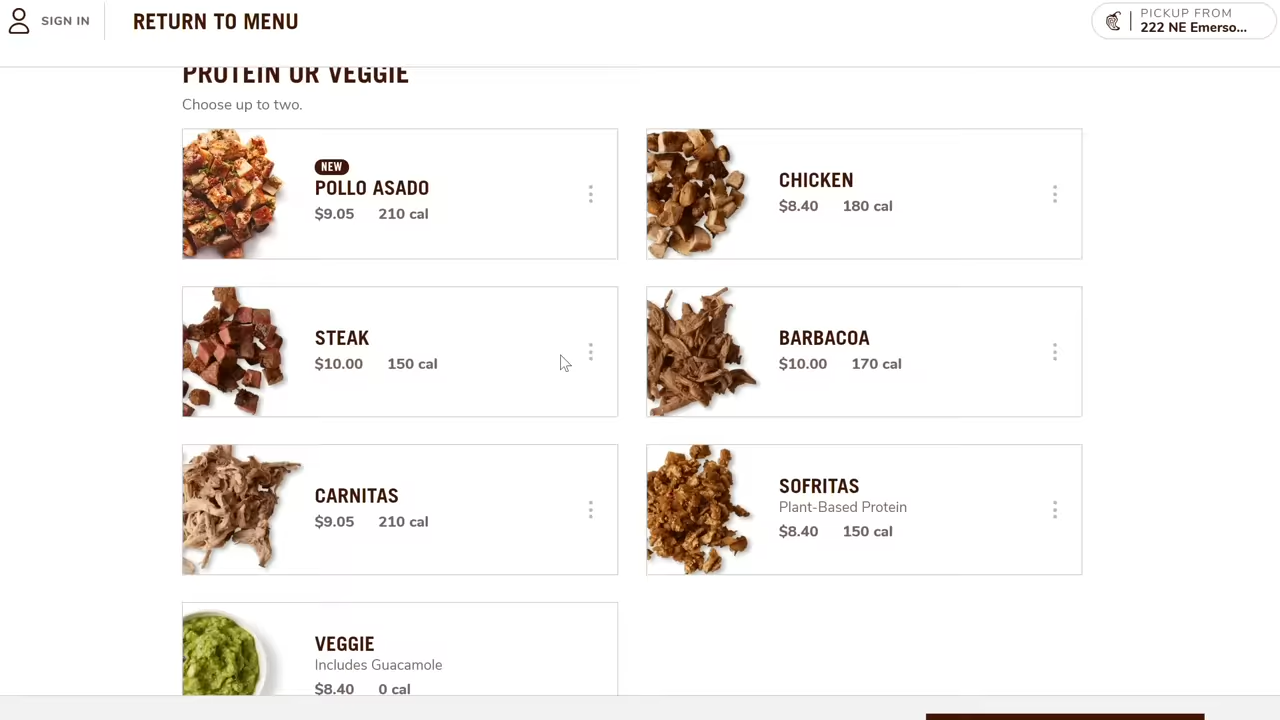 SIGN IN
RETURN TO MENU
PICKUP FROM
222 NE Emerso...
PROTEIN OR VEGGIE
Choose up to two.
NEW
POLLO ASADO
$9.05 210 cal
CHICKEN
$8.40 180 cal
STEAK
$10.00 150 cal
BARBACOA
$10.00 170 cal
CARNITAS
$9.05 210 cal
SOFRITAS
Plant-Based Protein
$8.40 150 cal
VEGGIE
Includes Guacamole
$8.40 0 cal